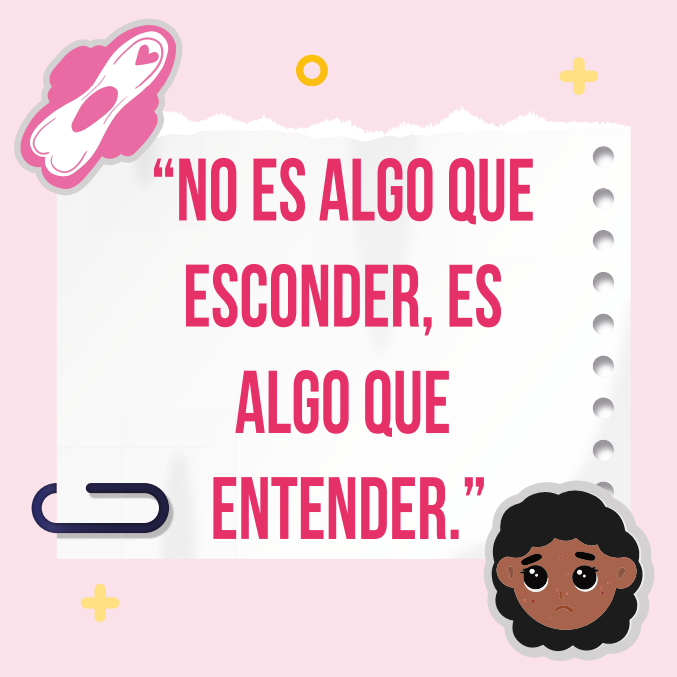 “NO ES ALGO QUE
ESCONDER, ES
ALGO QUE
ENTENDER.”